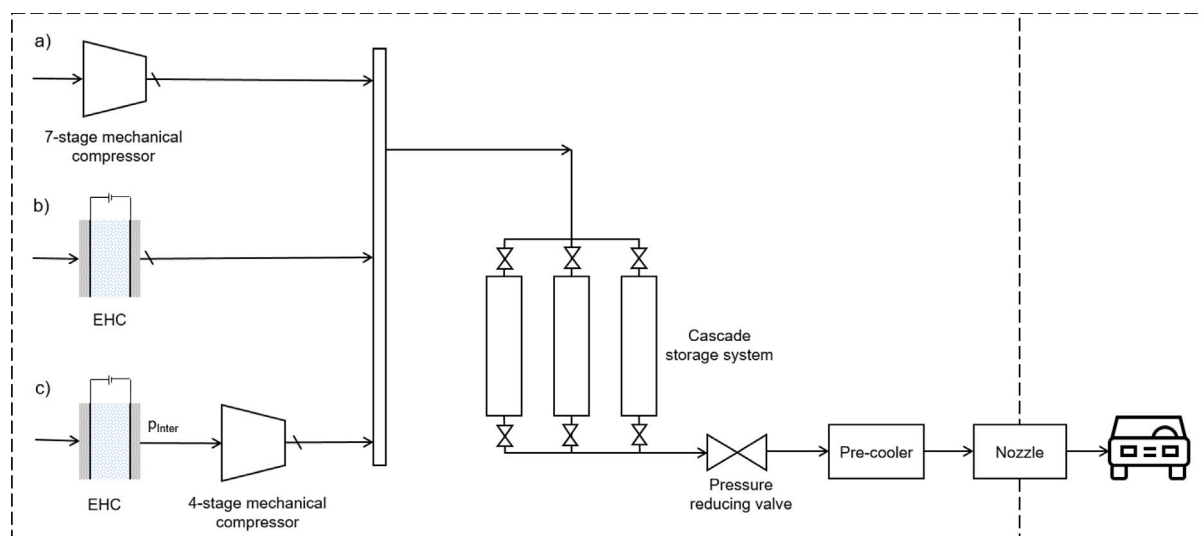 a)
7-stage mechanical
compressor
b)
EHC
c)
pInter
EHC
4-stage mechanical
compressor
Cascade
storage system
Pressure
reducing valve
Pre-cooler
Nozzle